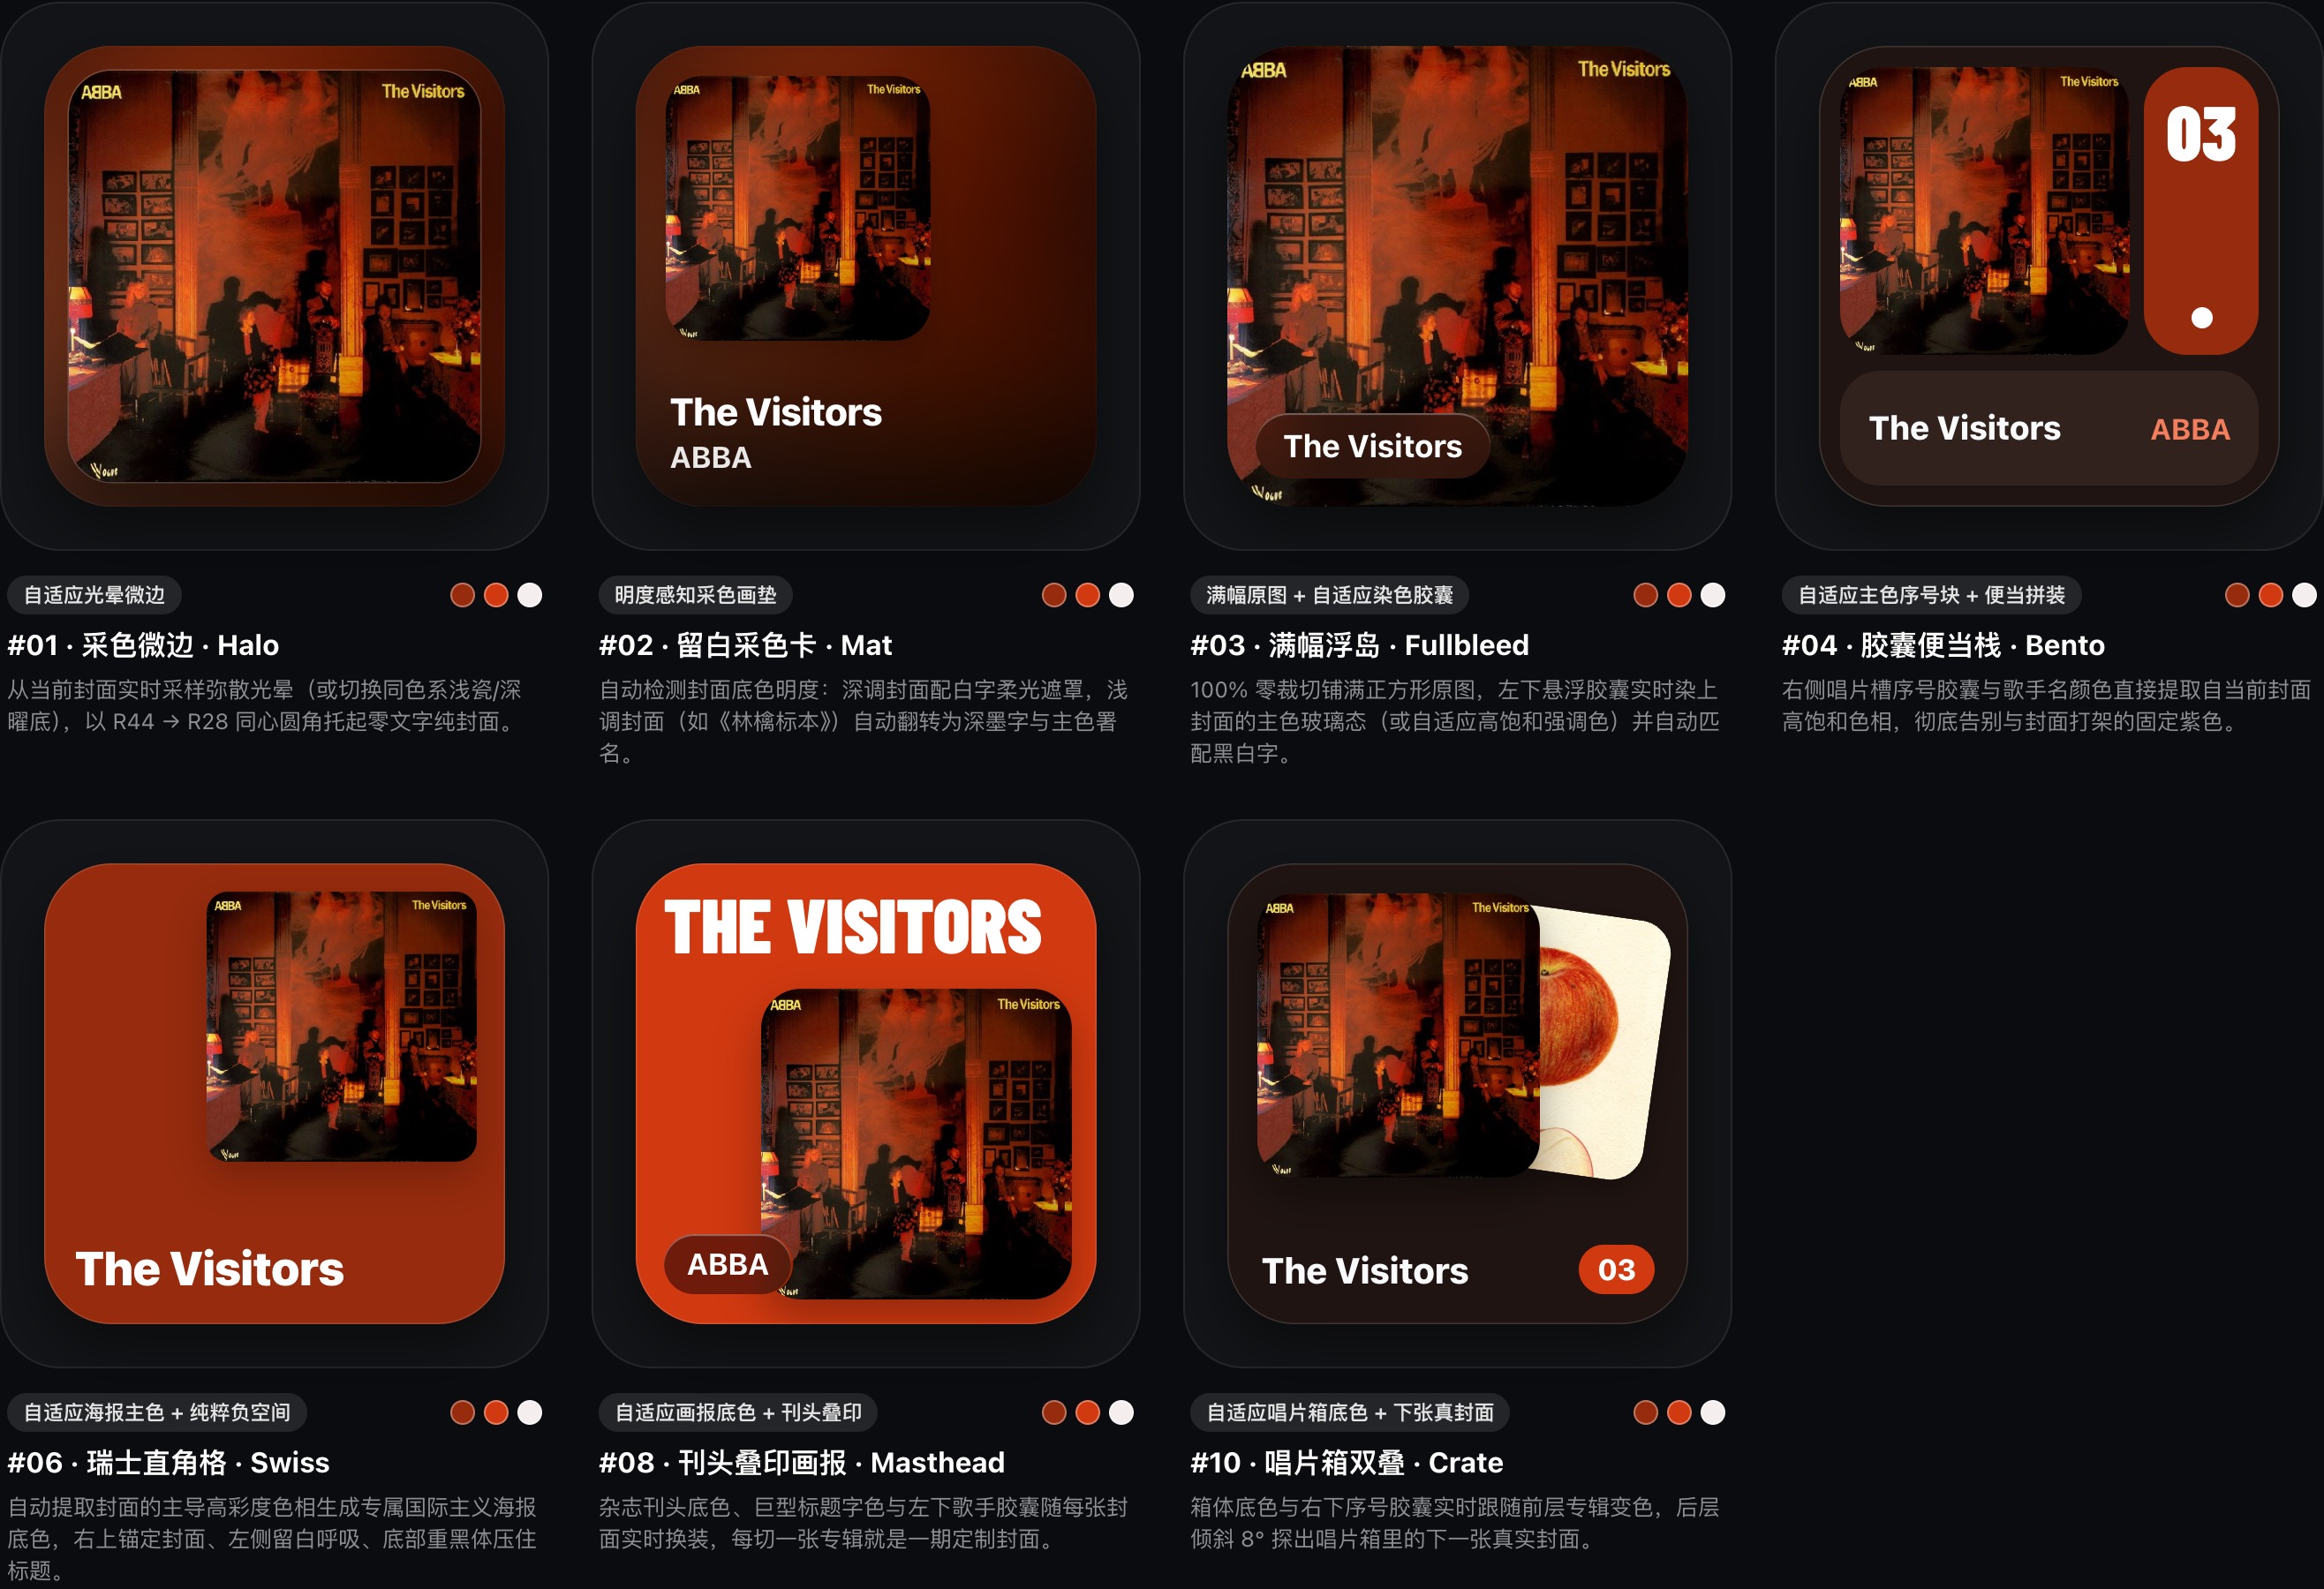 ABBA
The Visitors
ABBA
The Visitors
The Visitors
ABBA
ABBA
The Visitors
The Visitors
ABBA
The Visitors
03
The Visitors
ABBA
自适应光晕微边
#01 · 采色微边 · Halo
从当前封面实时采样弥散光晕（或切换同色系浅瓷/深
曜底），以 R44 → R28 同心圆角托起零文字纯封面。
明度感知采色画垫
#02 · 留白采色卡 · Mat
自动检测封面底色明度：深调封面配白字柔光遮罩，浅
调封面（如《林檎标本》）自动翻转为深墨字与主色署
名。
满幅原图 + 自适应染色胶囊
#03 · 满幅浮岛 · Fullbleed
100% 零裁切铺满正方形原图，左下悬浮胶囊实时染上
封面的主色玻璃态（或自适应高饱和强调色）并自动匹
配黑白字。
自适应主色序号块 + 便当拼装
#04 · 胶囊便当栈 · Bento
右侧唱片槽序号胶囊与歌手名颜色直接提取自当前封面
高饱和色相，彻底告别与封面打架的固定紫色。
ABBA
The Visitors
The Visitors
THE VISITORS
ABBA
The Visitors
ABBA
ABBA
The Visitors
The Visitors
03
自适应海报主色 + 纯粹负空间
#06 · 瑞士直角格 · Swiss
自动提取封面的主导高彩度色相生成专属国际主义海报
底色，右上锚定封面、左侧留白呼吸、底部重黑体压住
标题。
自适应画报底色 + 刊头叠印
#08 · 刊头叠印画报 · Masthead
杂志刊头底色、巨型标题字色与左下歌手胶囊随每张封
面实时换装，每切一张专辑就是一期定制封面。
自适应唱片箱底色 + 下张真封面
#10 · 唱片箱双叠 · Crate
箱体底色与右下序号胶囊实时跟随前层专辑变色，后层
倾斜 8° 探出唱片箱里的下一张真实封面。